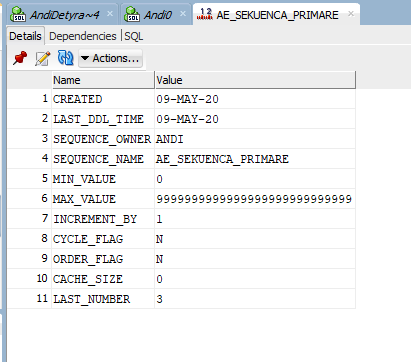 AndiDetyra~4 Andi0 AE_SEKUENCA_PRIMARE
Details Dependencies SQL
Actions...
Name Value
1 CREATED 09-MAY-20
2 LAST_DDL_TIME 09-MAY-20
3 SEQUENCE_OWNER ANDI
4 SEQUENCE_NAME AE_SEKUENCA_PRIMARE
5 MIN_VALUE 0
6 MAX_VALUE 9999999999999999999999999999
7 INCREMENT_BY 1
8 CYCLE_FLAG N
9 ORDER_FLAG N
10 CACHE_SIZE 0
11 LAST_NUMBER 3